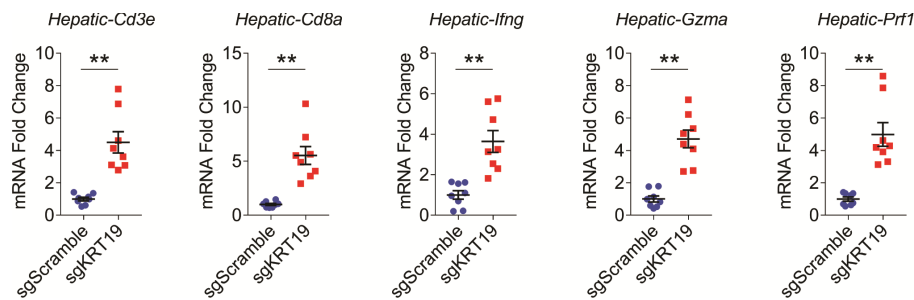 Hepatic-Cd3e
mRNA Fold Change
10
8
6
4
2
0
**
sgScramble
sgKRT19
Hepatic-Cd8a
mRNA Fold Change
15
10
5
0
**
sgScramble
sgKRT19
Hepatic-Ifng
mRNA Fold Change
8
6
4
2
0
**
sgScramble
sgKRT19
Hepatic-Gzma
mRNA Fold Change
10
8
6
4
2
0
**
sgScramble
sgKRT19
Hepatic-Prf1
mRNA Fold Change
10
8
6
4
2
0
**
sgScramble
sgKRT19